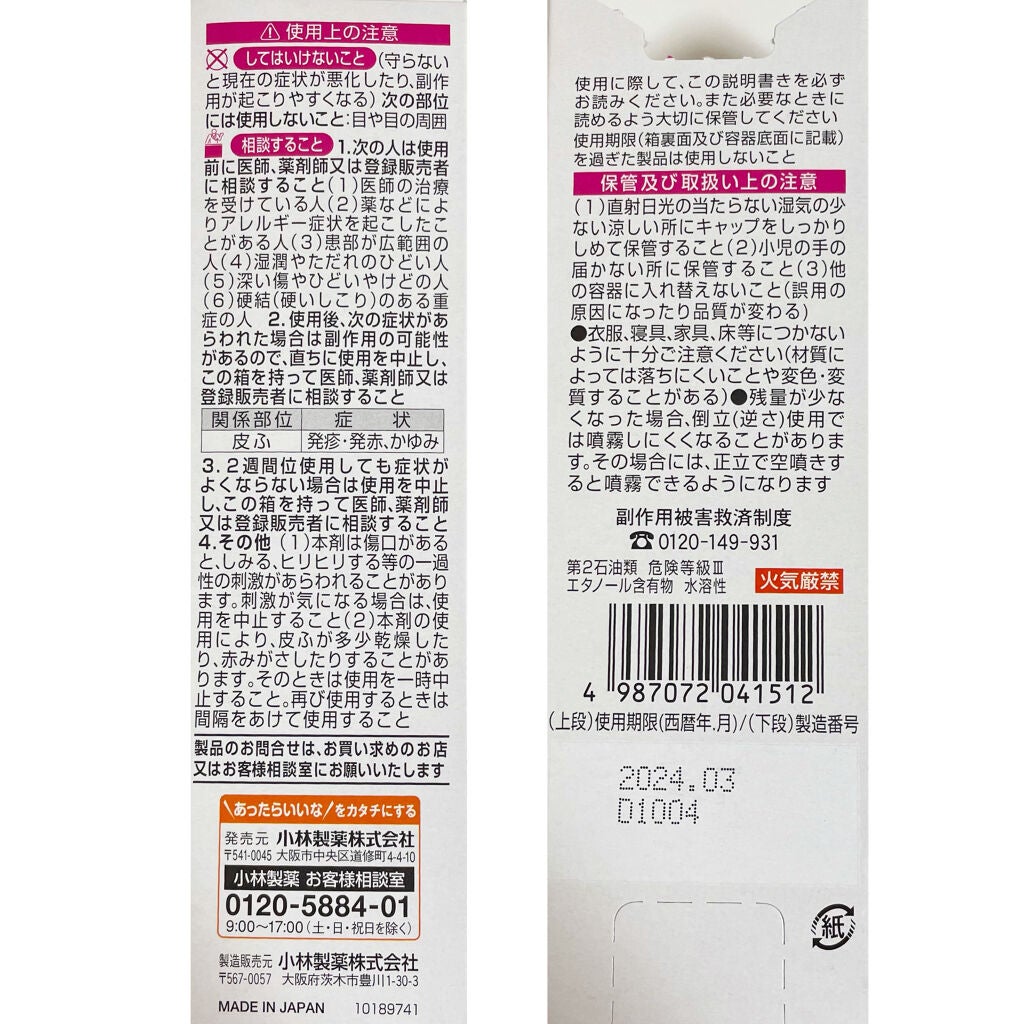 ⚠使用上の注意
してはいけないこと (守らない
と現在の症状が悪化したり、副作
用が起こりやすくなる) 次の部位
には使用しないこと:目や目の周囲
相談すること 1.次の人は使用
前に医師、薬剤師又は登録販売者
に相談すること(1)医師の治療
を受けている人(2)薬などによ
りアレルギー症状を起こしたこ
とがある人(3)患部が広範囲の
人(4)湿潤やただれのひどい人
(5)深い傷やひどいやけどの人
(6)硬結(硬いしこり)のある重
症の人 2.使用後、次の症状があ
らわれた場合は副作用の可能性
があるので、直ちに使用を中止し、
この箱を持って医師、薬剤師又は
登録販売者に相談すること
関係部位 症状
皮ふ 発疹・発赤、かゆみ
3.2週間位使用しても症状が
よくならない場合は使用を中止
し、この箱を持って医師、薬剤師
又は登録販売者に相談すること
4.その他 (1)本剤は傷口がある
と、しみる、ヒリヒリする等の一過
性の刺激があらわれることがあり
ます。刺激が気になる場合は、使
用を中止すること(2)本剤の使
用により、皮ふが多少乾燥した
り、赤みがさしたりすることがあ
ります。そのときは使用を一時中
止すること。再び使用するときは
間隔をあけて使用すること
製品のお問合せは、お買い求めのお店
又はお客様相談室にお願いいたします
\あったらいいな/をカタチにする
発売元 小林製薬株式会社
〒541-0045 大阪市中央区道修町4-4-10
小林製薬 お客様相談室
0120-5884-01
9:00~17:00(土・日・祝日を除く)
製造販売元 小林製薬株式会社
〒567-0057 大阪府茨木市豊川1-30-3
MADE IN JAPAN 10189741
使用に際して、この説明書きを必ず
お読みください。また必要なときに
読めるよう大切に保管してください
使用期限(箱裏面及び容器底面に記載)
を過ぎた製品は使用しないこと
保管及び取扱い上の注意
(1)直射日光の当たらない湿気の少
ない涼しい所にキャップをしっかり
しめて保管すること(2)小児の手の
届かない所に保管すること(3)他
の容器に入れ替えないこと(誤用の
原因になったり品質が変わる)
●衣服、寝具、家具、床等につかない
ように十分ご注意ください(材質に
よっては落ちにくいことや変色・変
質することがある)●残量が少な
くなった場合、倒立(逆さ)使用で
は噴霧しにくくなることがありま
す。その場合には、正立で空噴きす
ると噴霧できるようになります
副作用被害救済制度
☎0120-149-931
第2石油類 危険等級Ⅲ
エタノール含有物 水溶性
火気厳禁
4 987072 041512
(上段)使用期限(西暦年.月)/(下段)製造番号
2024.03
D1004
紙